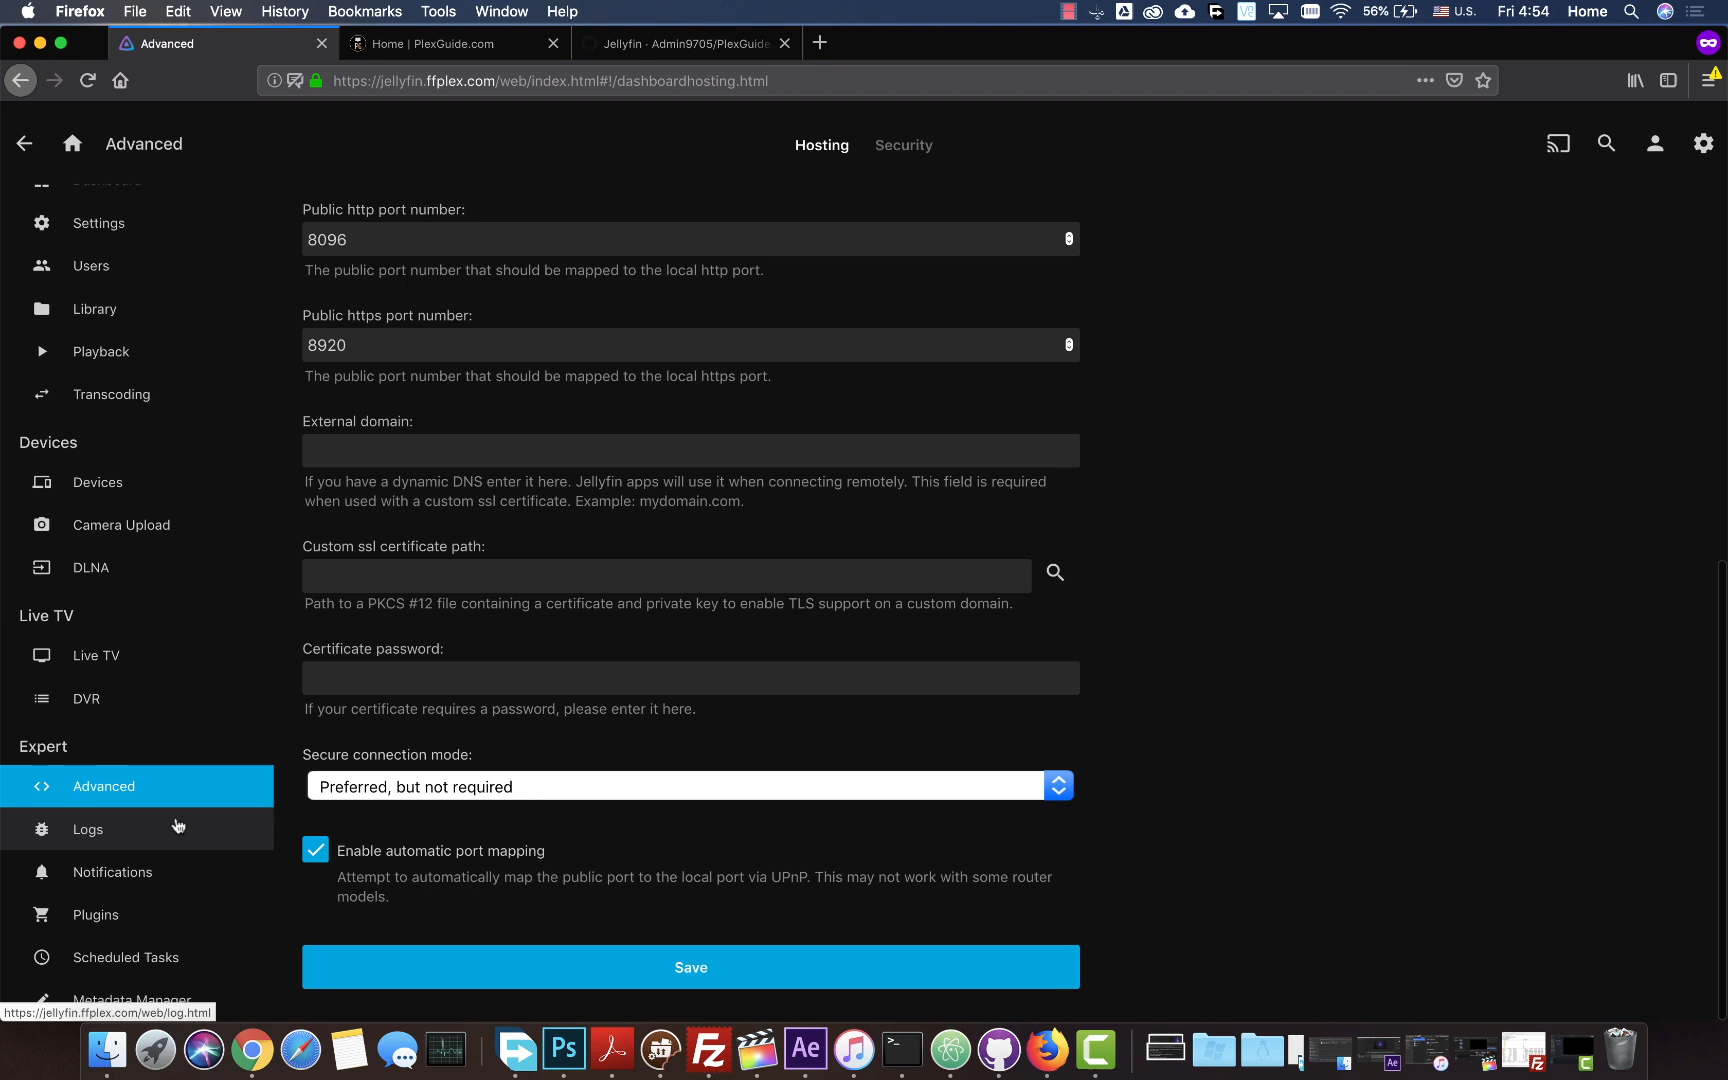 Firefox File Edit View History Bookmarks Tools Window Help 56% U.S. Fri 4:54 Home
Advanced Home | PlexGuide.com Jellyfin · Admin9705/PlexGuide
https://jellyfin.ffplex.com/web/index.html#!/dashboardhosting.html
Advanced Hosting Security
Dashboard
Settings
Users
Library
Playback
Transcoding
Devices
Devices
Camera Upload
DLNA
Live TV
Live TV
DVR
Expert
Advanced
Logs
Notifications
Plugins
Scheduled Tasks
Metadata Manager
Public http port number:
8096
The public port number that should be mapped to the local http port.
Public https port number:
8920
The public port number that should be mapped to the local https port.
External domain:
If you have a dynamic DNS enter it here. Jellyfin apps will use it when connecting remotely. This field is required
when used with a custom ssl certificate. Example: mydomain.com.
Custom ssl certificate path:
Path to a PKCS #12 file containing a certificate and private key to enable TLS support on a custom domain.
Certificate password:
If your certificate requires a password, please enter it here.
Secure connection mode:
Preferred, but not required
Enable automatic port mapping
Attempt to automatically map the public port to the local port via UPnP. This may not work with some router
models.
Save
https://jellyfin.ffplex.com/web/log.html
Ps Ae Ae